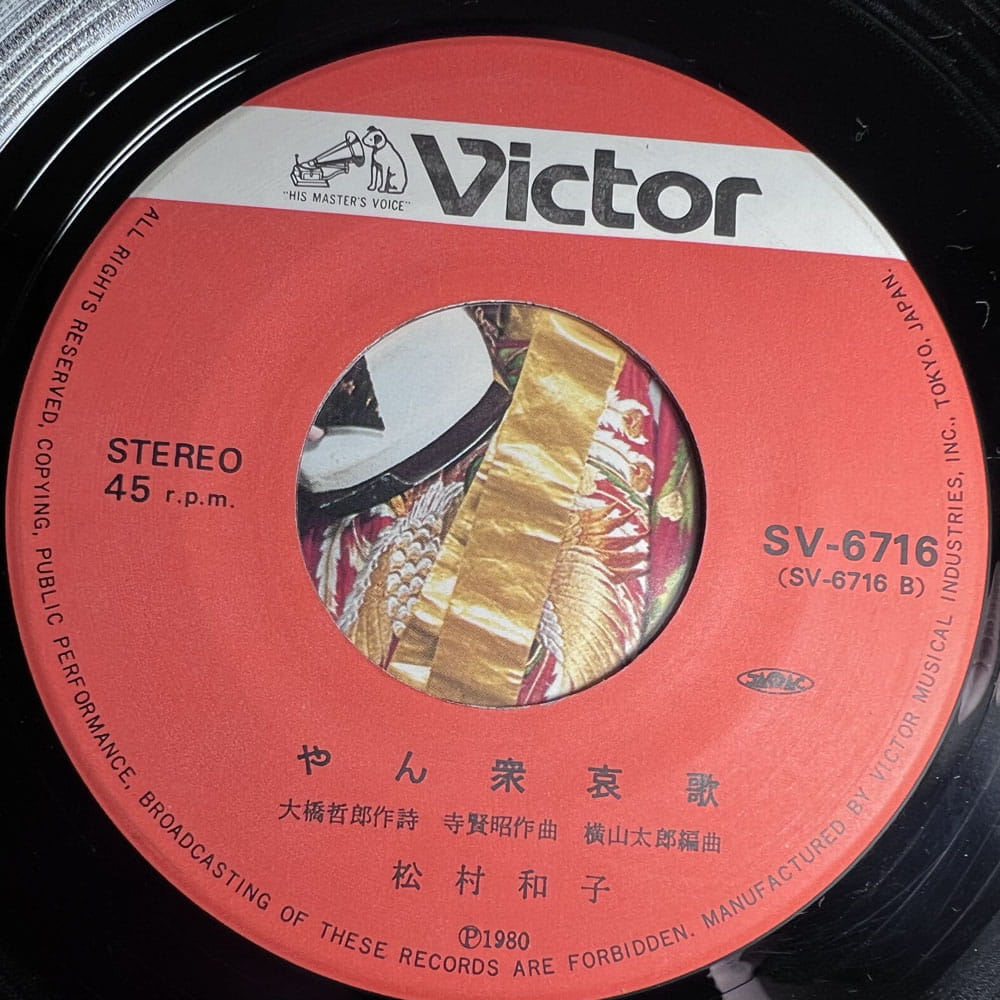 Victor
"HIS MASTER'S VOICE"
STEREO
45 r.p.m.
SV-6716
(SV-6716 B)
やん衆哀歌
大橋哲郎作詩 寺賢昭作曲 横山太郎編曲
松村和子
Ⓟ1980
ALL RIGHTS RESERVED. COPYING, PUBLIC PERFORMANCE, BROADCASTING OF THESE RECORDS ARE FORBIDDEN. MANUFACTURED BY VICTOR MUSICAL INDUSTRIES, INC., TOKYO, JAPAN.